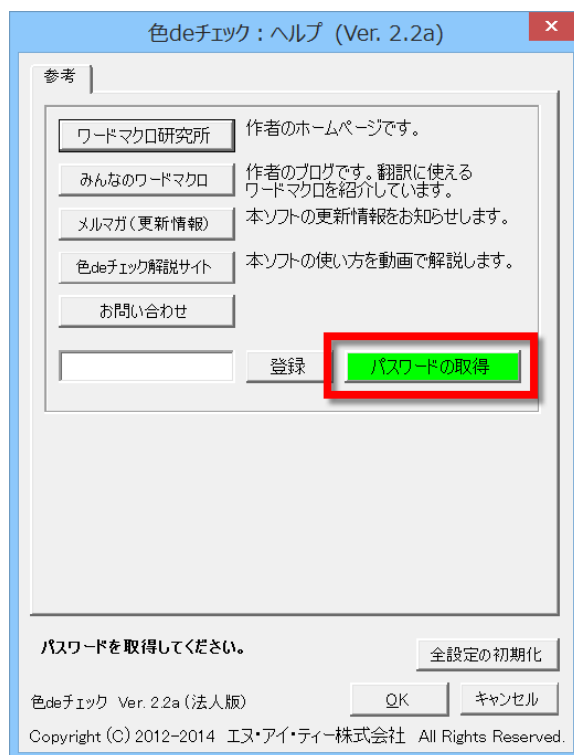 色deチェック：ヘルプ (Ver. 2.2a)
参考
ワードマクロ研究所 作者のホームページです。
みんなのワードマクロ 作者のブログです。翻訳に使える
ワードマクロを紹介しています。
メルマガ（更新情報） 本ソフトの更新情報をお知らせします。
色deチェック解説サイト 本ソフトの使い方を動画で解説します。
お問い合わせ
登録 パスワードの取得
パスワードを取得してください。
全設定の初期化
色deチェック Ver. 2.2a（法人版） OK キャンセル
Copyright (C) 2012-2014 エヌ・アイ・ティー株式会社 All Rights Reserved.